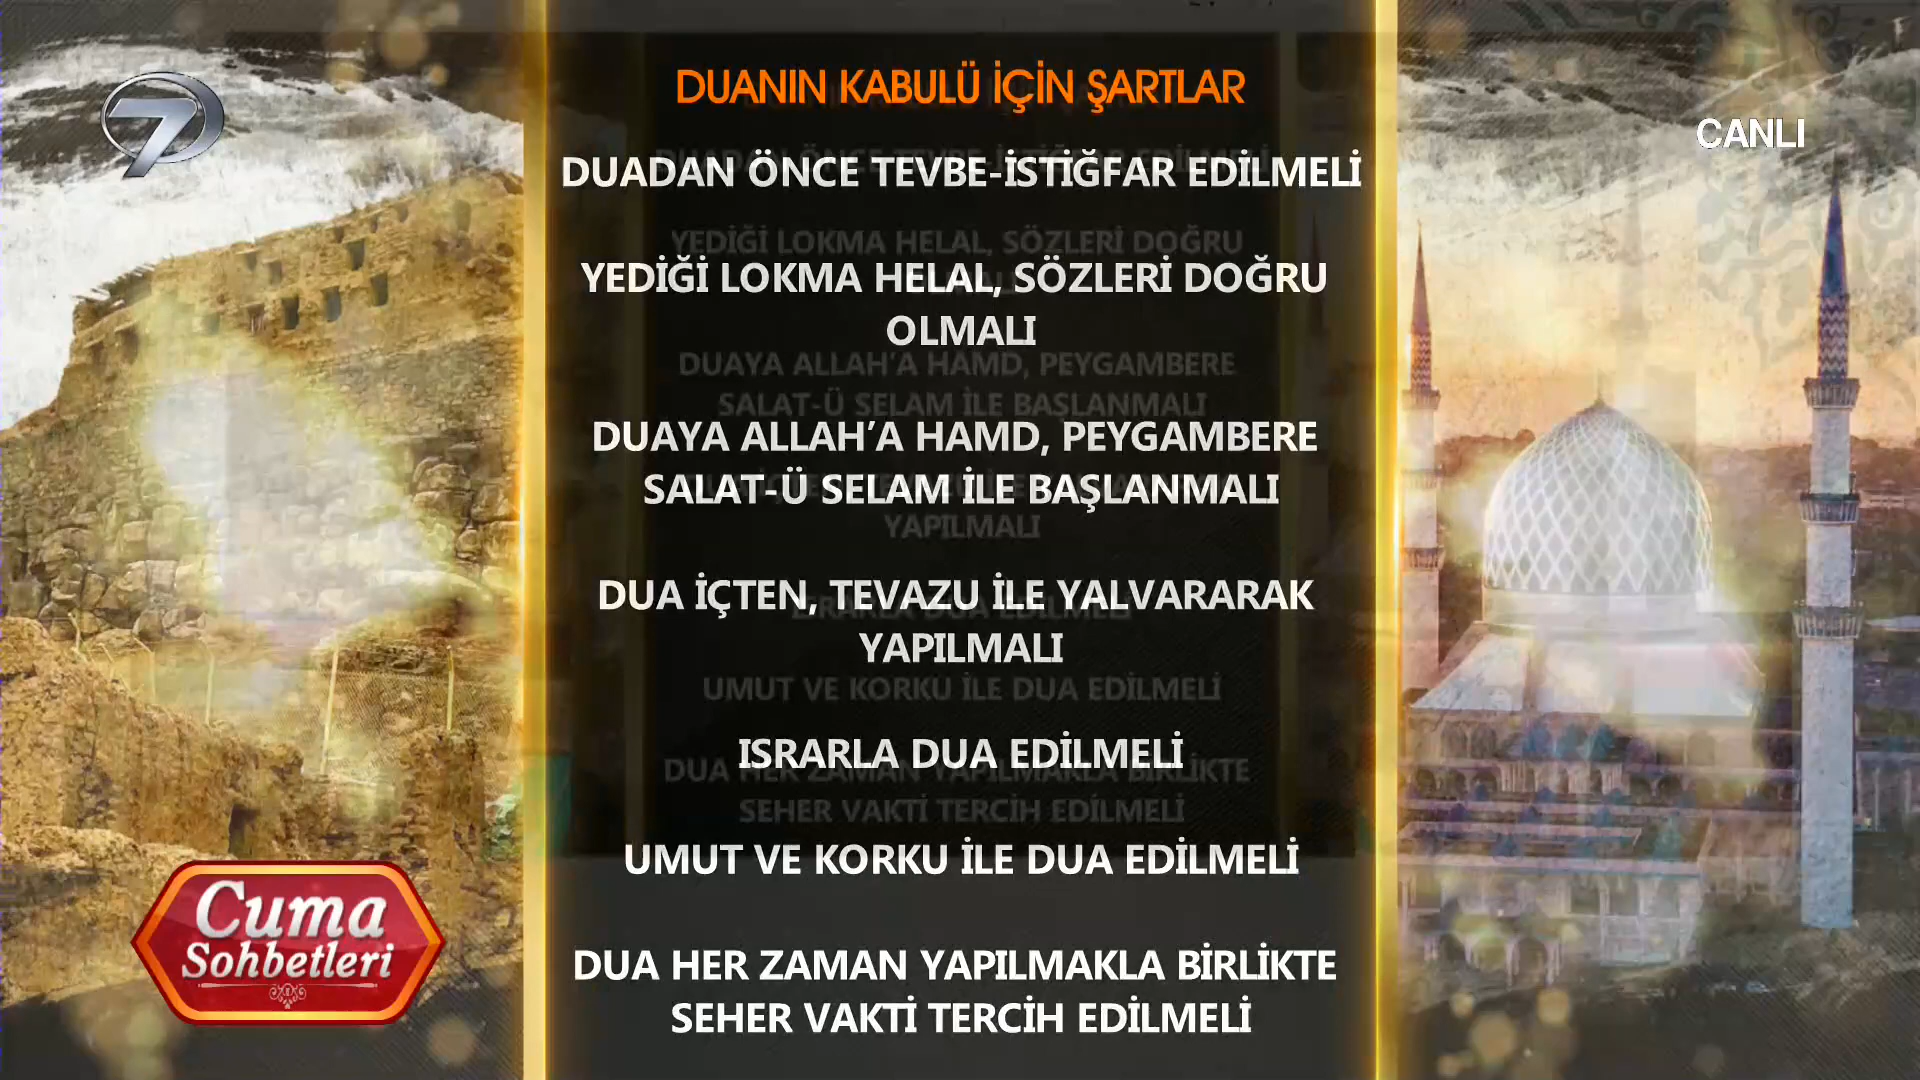 7
CANLI
DUANIN KABULÜ İÇİN ŞARTLAR
DUADAN ÖNCE TEVBE-İSTİĞFAR EDİLMELİ
YEDİĞİ LOKMA HELAL, SÖZLERİ DOĞRU
OLMALI
DUAYA ALLAH’A HAMD, PEYGAMBERE
SALAT-Ü SELAM İLE BAŞLANMALI
DUA İÇTEN, TEVAZU İLE YALVARARAK
YAPILMALI
ISRARLA DUA EDİLMELİ
UMUT VE KORKU İLE DUA EDİLMELİ
DUA HER ZAMAN YAPILMAKLA BİRLİKTE
SEHER VAKTİ TERCİH EDİLMELİ
Cuma
Sohbetleri